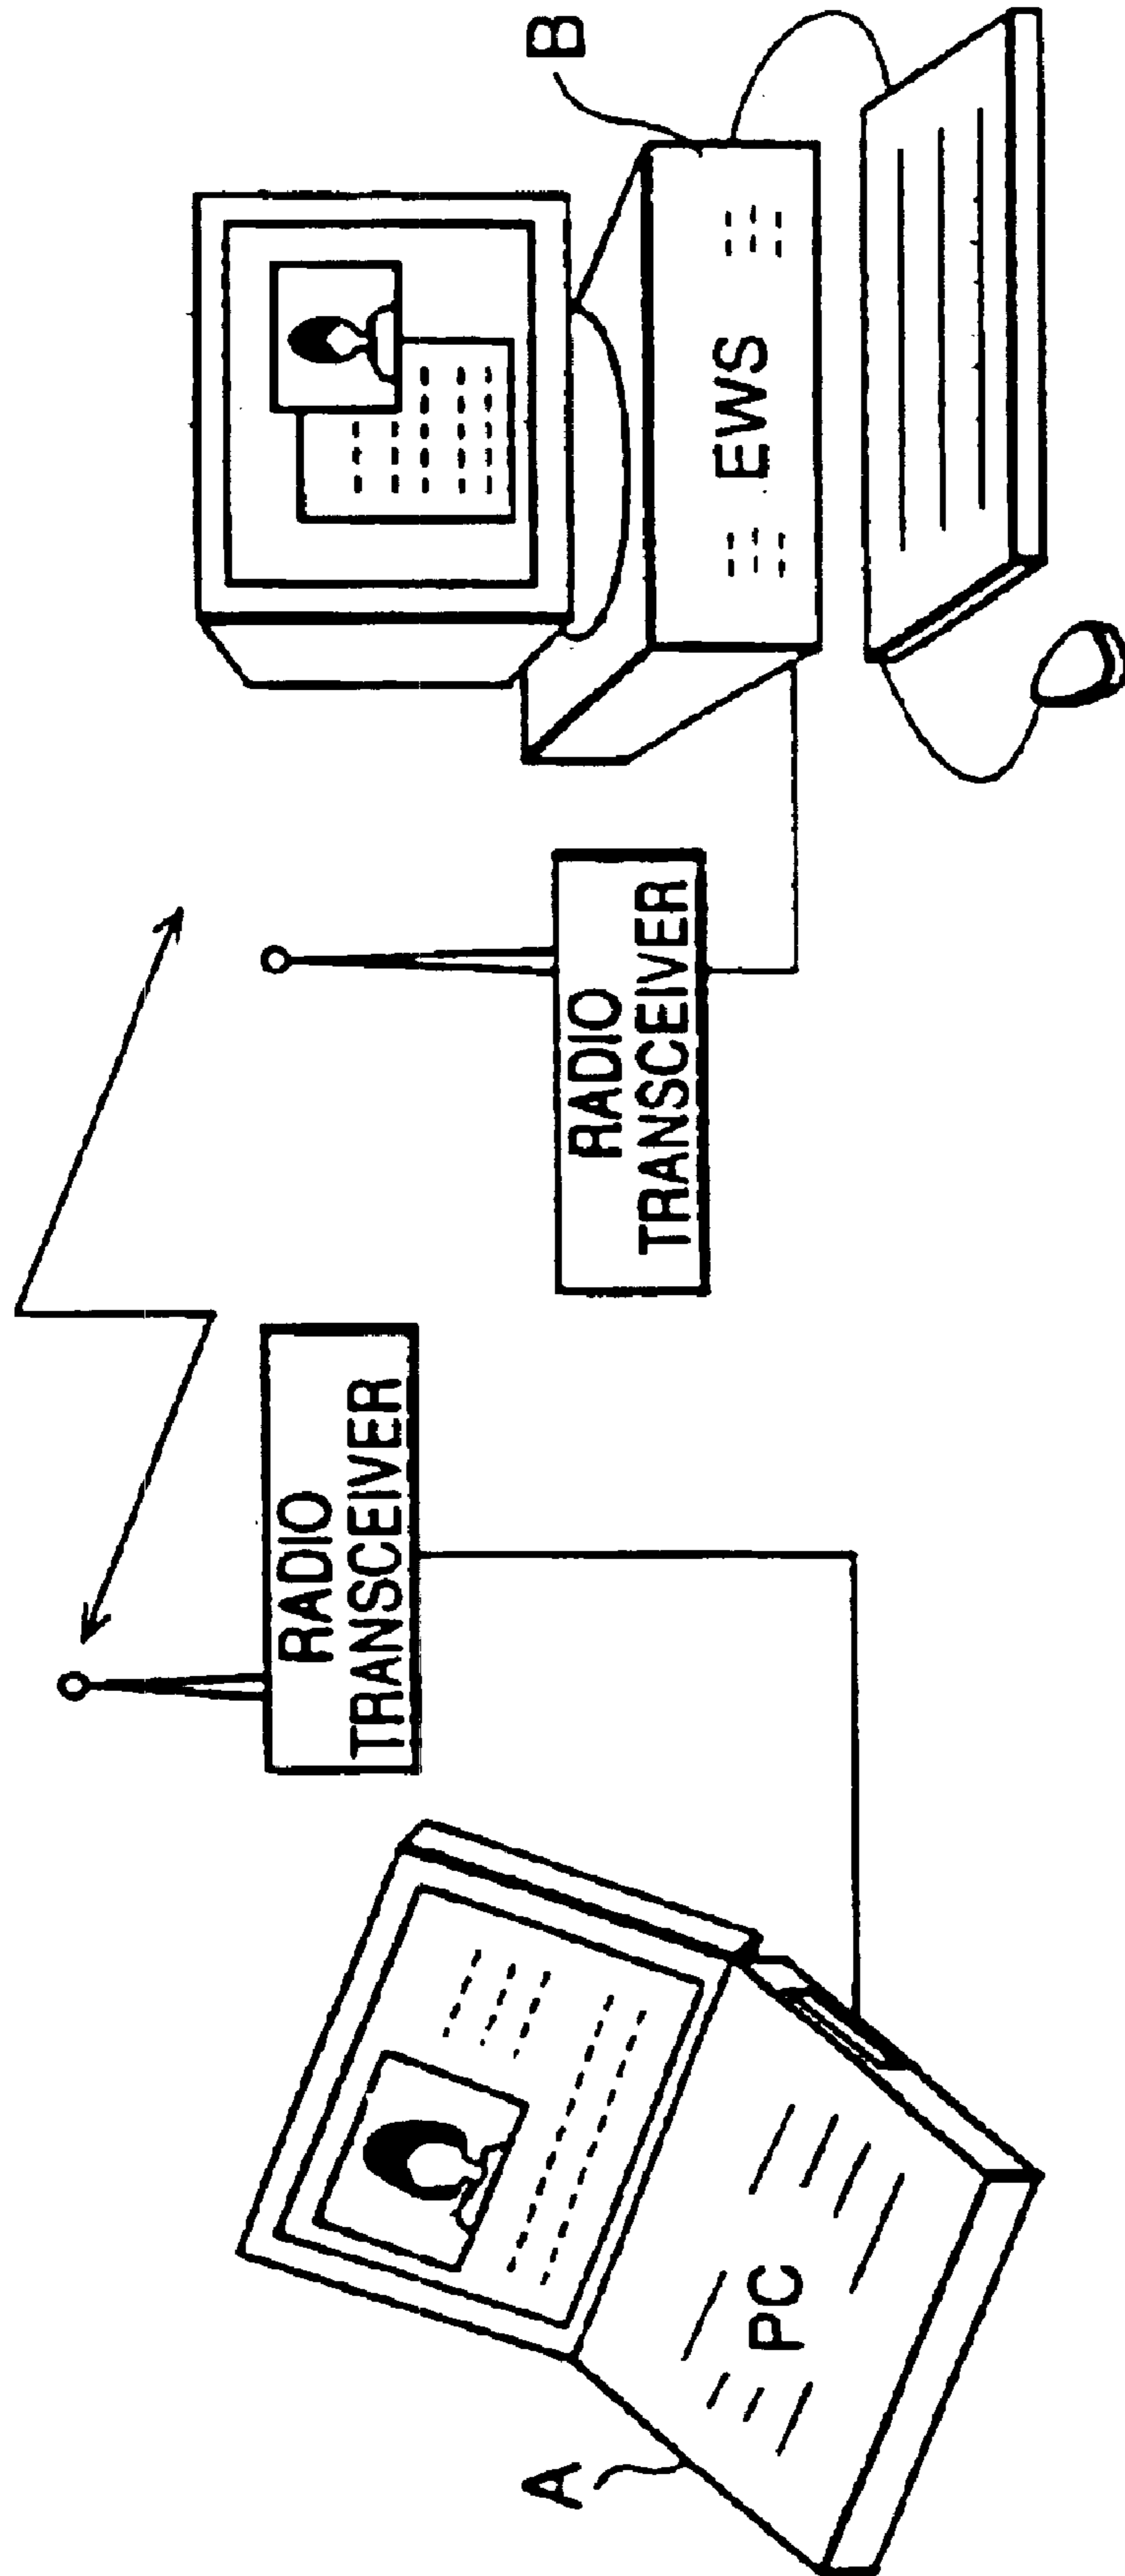 A
PC
RADIO
TRANSCEIVER
RADIO
TRANSCEIVER
EWS
B